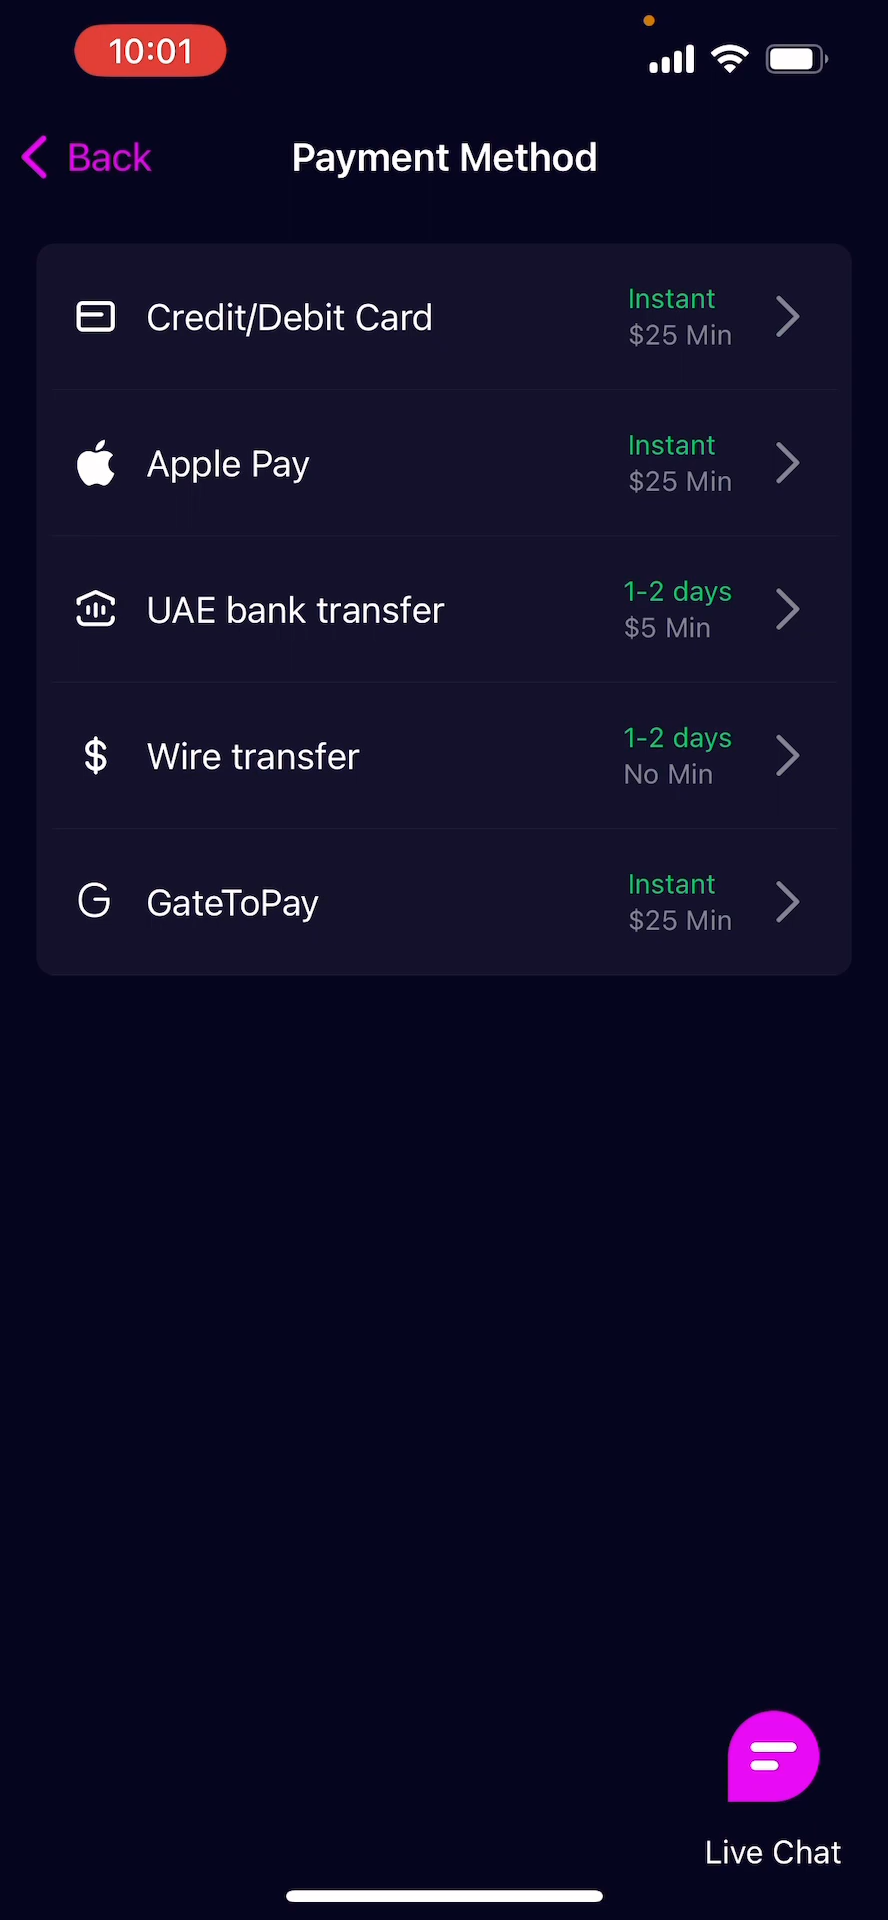 10:01
Back
Payment Method
Credit/Debit Card
Instant
$25 Min
Apple Pay
Instant
$25 Min
UAE bank transfer
1-2 days
$5 Min
$
Wire transfer
1-2 days
No Min
G
GateToPay
Instant
$25 Min
Live Chat